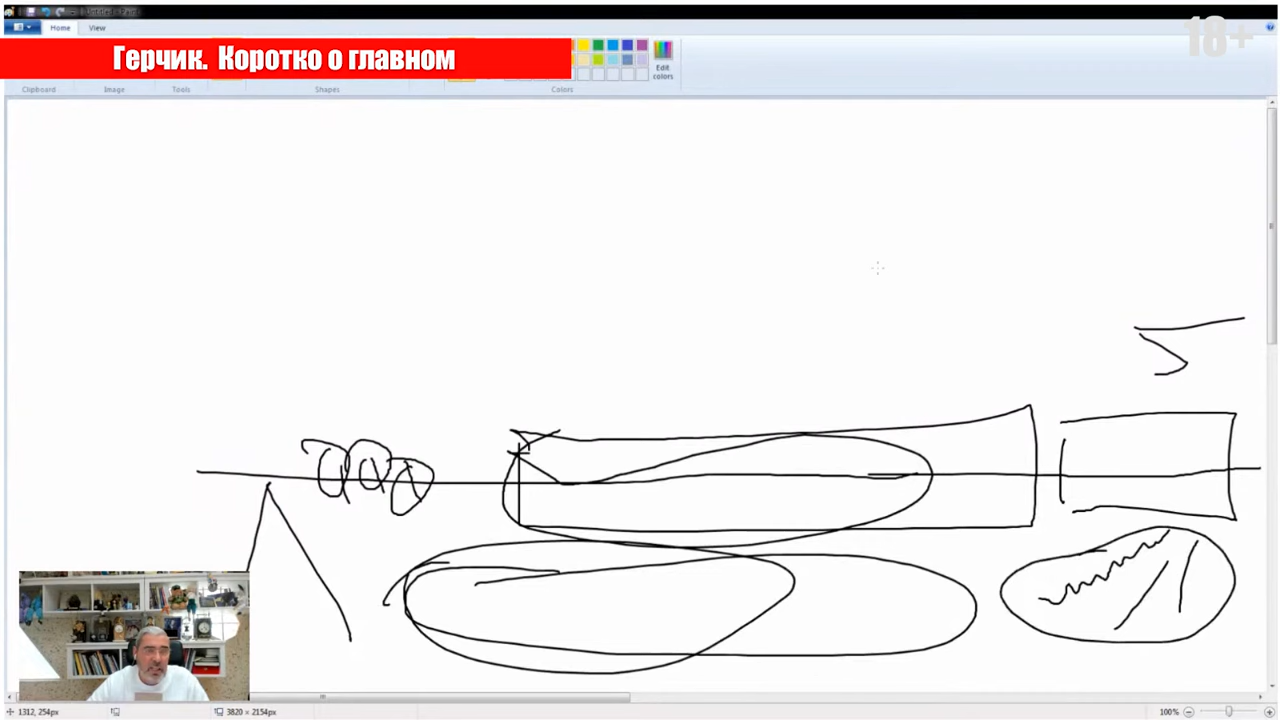 Home
View
Герчик. Коротко о главном
18+
Edit
colors
Clipboard
Image
Tools
Shapes
Colors
1312, 254px
3820 × 2154px
100%